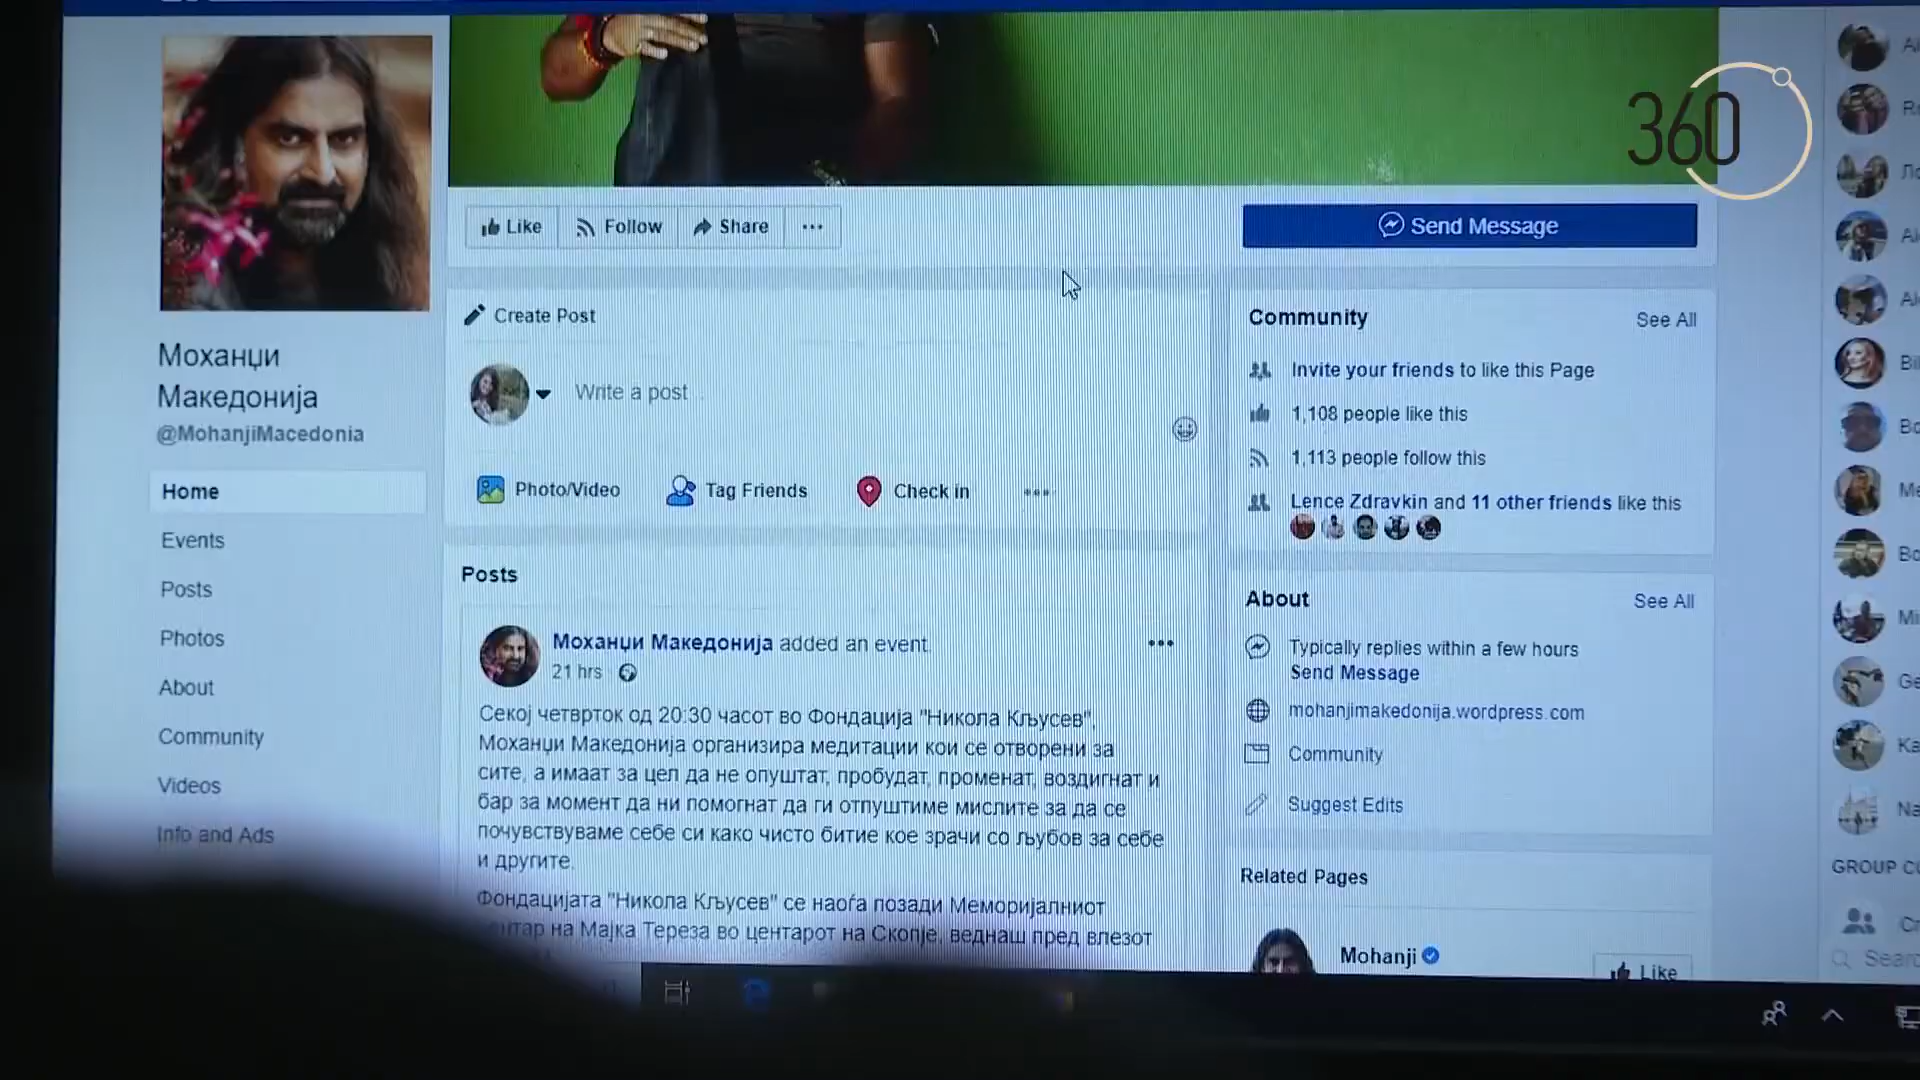 360
Моханџи
Македонија
@MohanjiMacedonia
Home
Events
Posts
Photos
About
Community
Videos
Info and Ads
Like
Follow
Share
Send Message
Create Post
Write a post
Photo/Video
Tag Friends
Check in
Posts
Моханџи Македонија added an event.
21 hrs
Секој четврток од 20:30 часот во Фондација "Никола Кљусев",
Моханџи Македонија организира медитации кои се отворени за
сите, а имаат за цел да не опуштат, пробудат, променат, воздигнат и
бар за момент да ни помогнат да ги отпуштиме мислите за да се
почувствуваме себе си како чисто битие кое зрачи со љубов за себе
и другите.
Фондацијата "Никола Кљусев" се наоѓа позади Меморијалниот
на Мајка Тереза во центарот на Скопје, веднаш пред влезот
Community
See All
Invite your friends to like this Page
1,108 people like this
1,113 people follow this
Lence Zdravkin and 11 other friends like this
About
See All
Typically replies within a few hours
Send Message
mohanjimakedonija.wordpress.com
Community
Suggest Edits
Related Pages
Mohanji
Like
GROUP